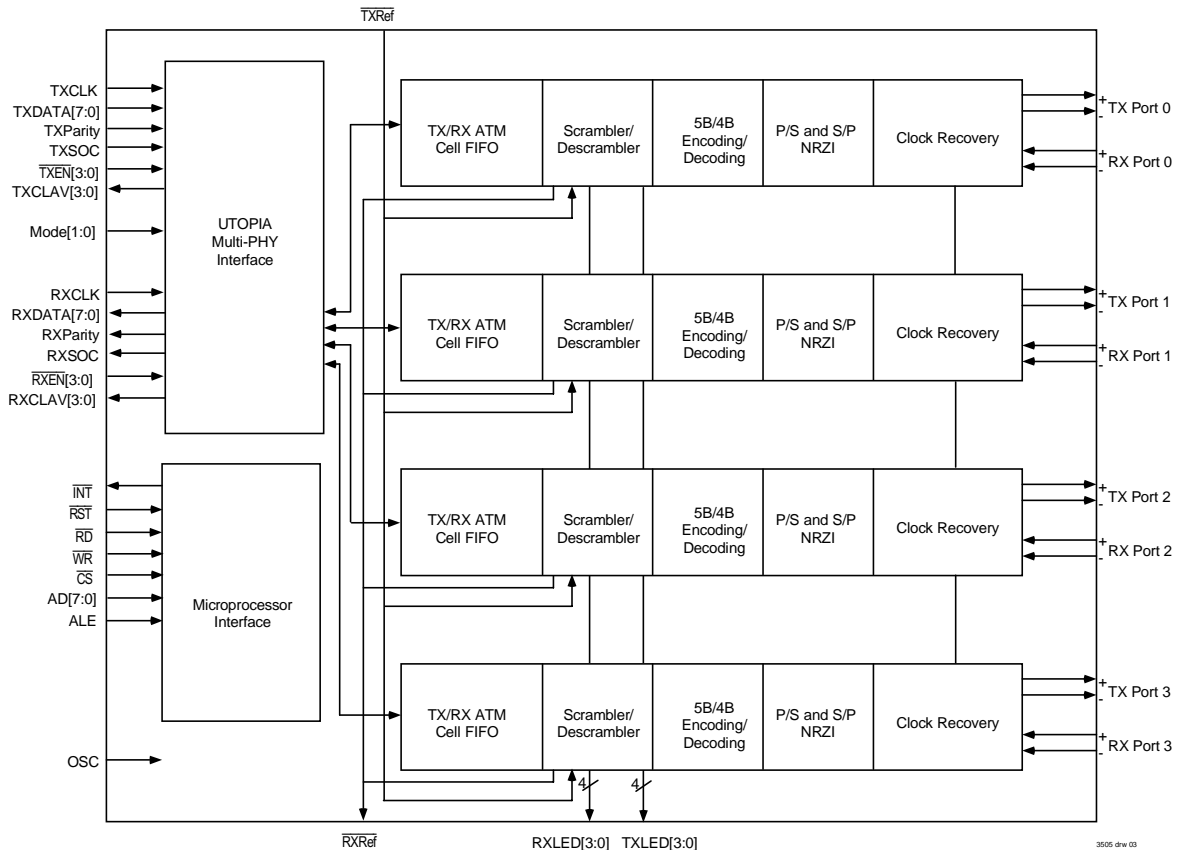 TXRef
TXCLK
TXDATA[7:0]
TXParity
TXSOC
TXEN[3:0]
TXCLAV[3:0]
Mode[1:0]
RXCLK
RXDATA[7:0]
RXParity
RXSOC
RXEN[3:0]
RXCLAV[3:0]
UTOPIA
Multi-PHY
Interface
INT
RST
RD
WR
CS
AD[7:0]
ALE
Microprocessor
Interface
OSC
TX/RX ATM
Cell FIFO
Scrambler/
Descrambler
5B/4B
Encoding/
Decoding
P/S and S/P
NRZI
Clock Recovery
+
-
TX Port 0
+
-
RX Port 0
TX/RX ATM
Cell FIFO
Scrambler/
Descrambler
5B/4B
Encoding/
Decoding
P/S and S/P
NRZI
Clock Recovery
+
-
TX Port 1
+
-
RX Port 1
TX/RX ATM
Cell FIFO
Scrambler/
Descrambler
5B/4B
Encoding/
Decoding
P/S and S/P
NRZI
Clock Recovery
+
-
TX Port 2
+
-
RX Port 2
TX/RX ATM
Cell FIFO
Scrambler/
Descrambler
5B/4B
Encoding/
Decoding
P/S and S/P
NRZI
Clock Recovery
+
-
TX Port 3
+
-
RX Port 3
4
4
RXRef
RXLED[3:0]
TXLED[3:0]
3505 drw 03